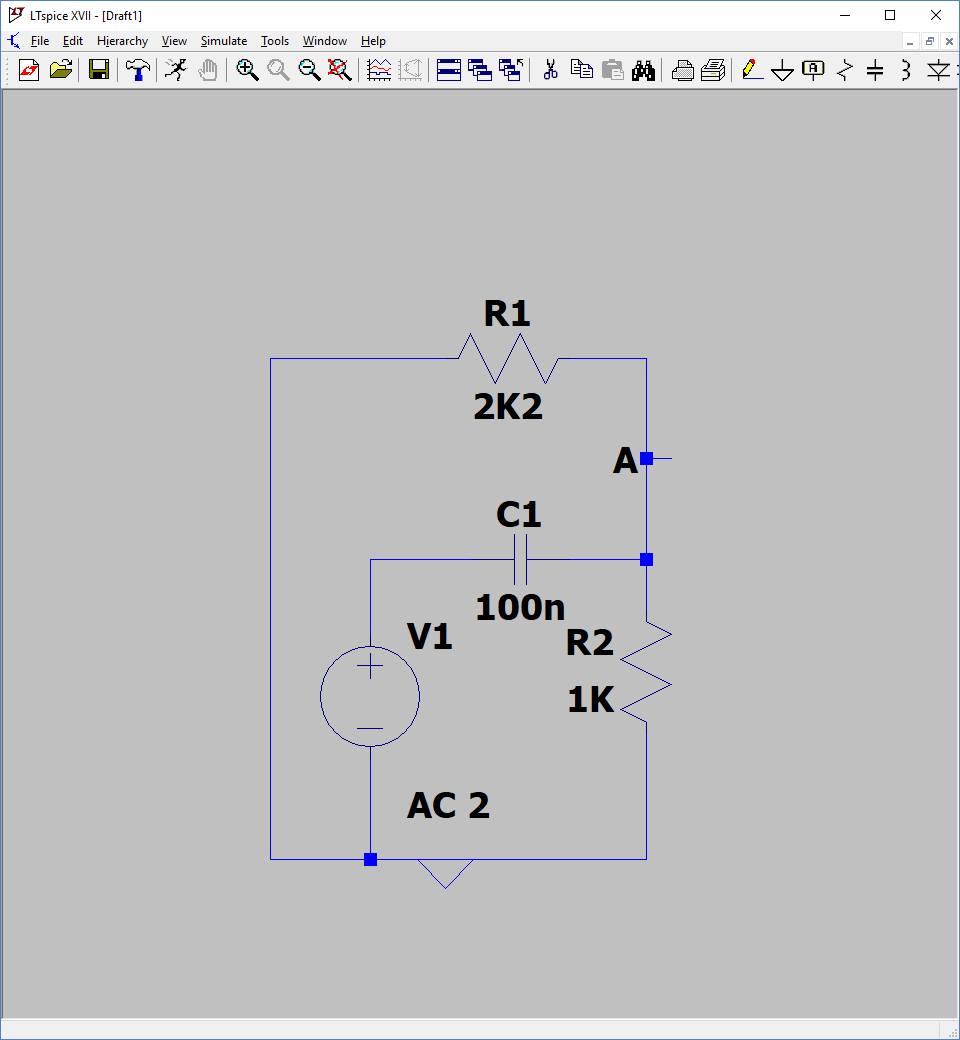 LTspice XVII - [Draft1]
File Edit Hierarchy View Simulate Tools Window Help
R1
2K2
A
C1
100n
V1
R2
1K
AC 2